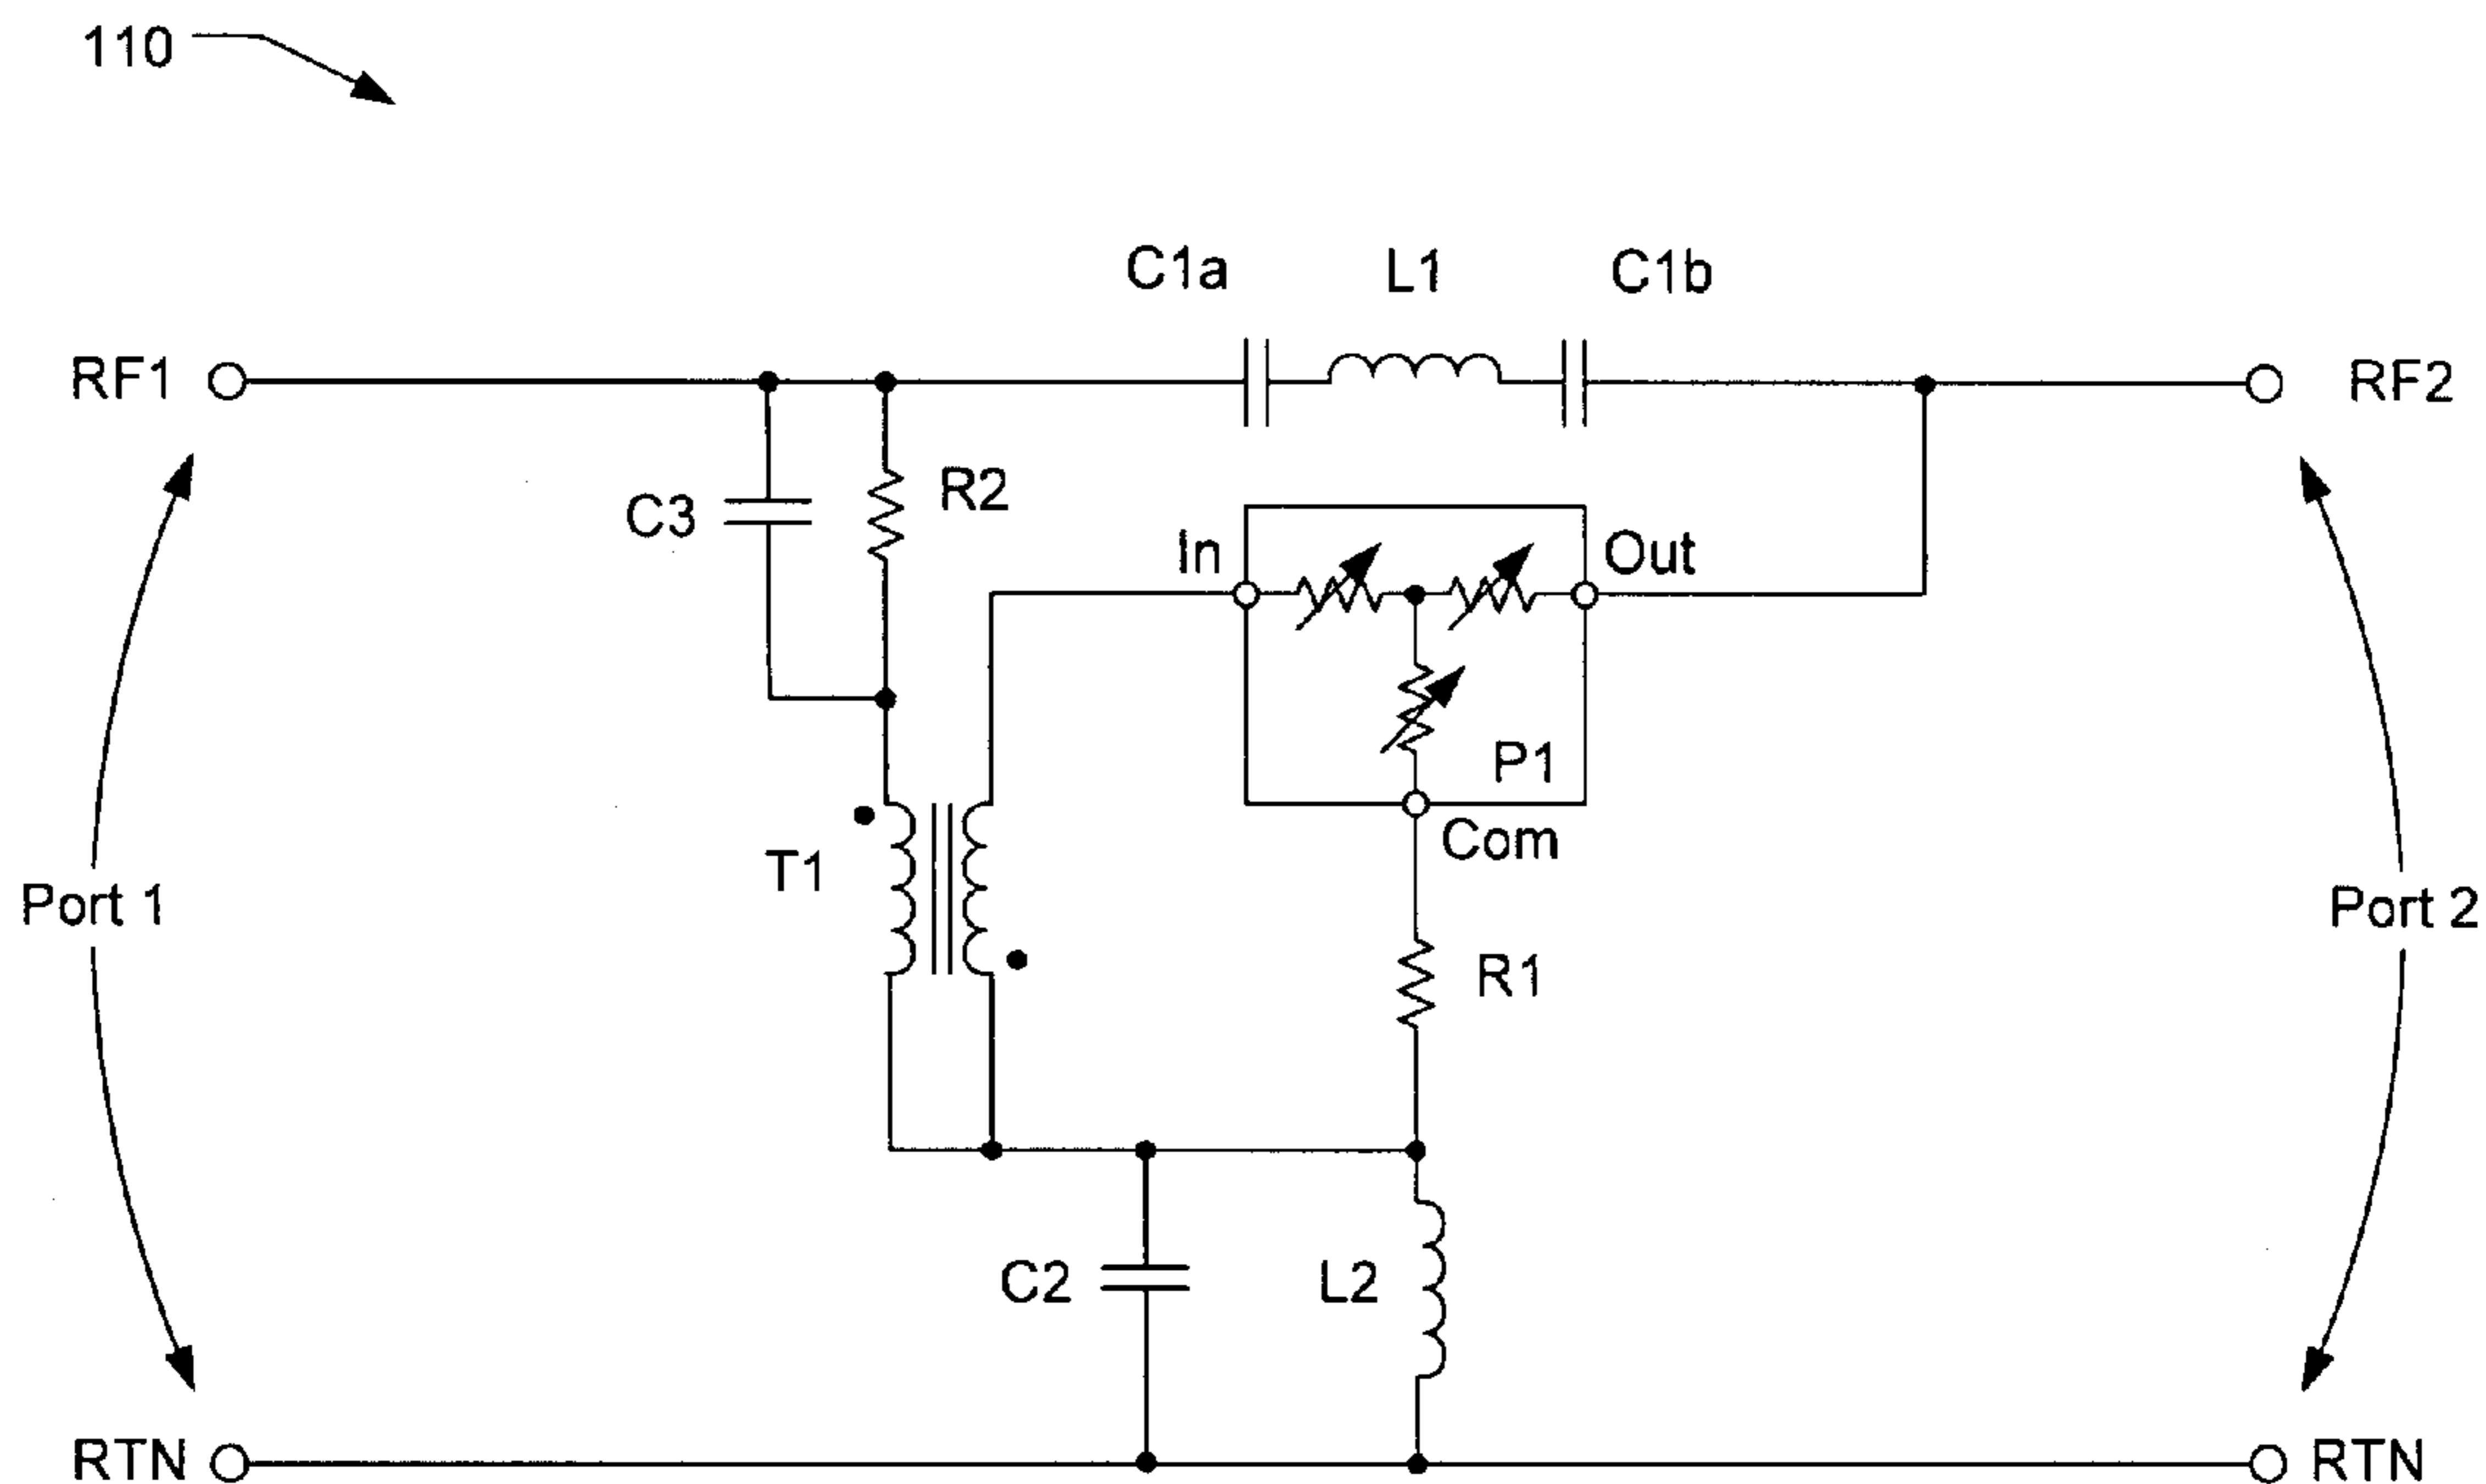 110
C1a
L1
C1b
RF1
RF2
C3
R2
In
Out
P1
Com
T1
Port 1
Port 2
R1
C2
L2
RTN
RTN